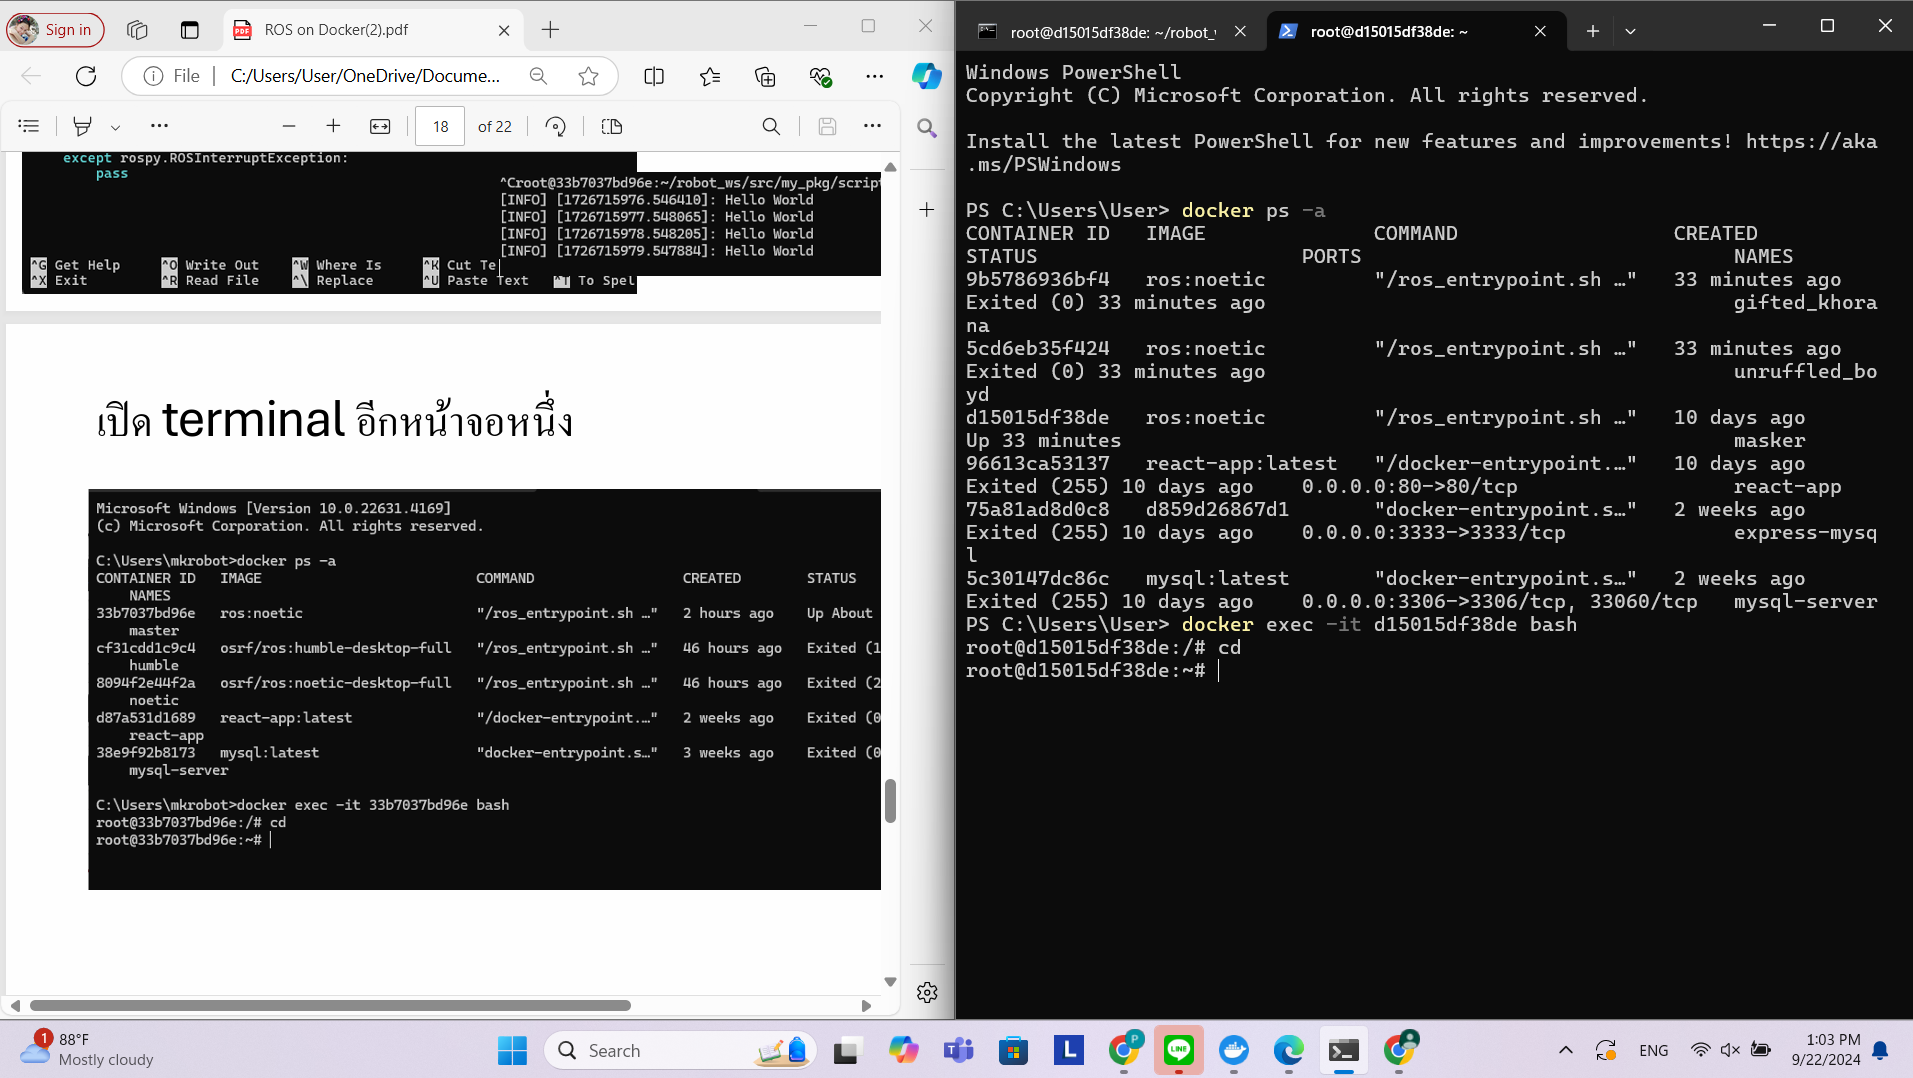 Sign in
ROS on Docker(2).pdf
File
C:/Users/User/OneDrive/Docume...
18
of 22
except rospy.ROSInterruptException:
pass
^Croot@33b7037bd96e:~/robot_ws/src/my_pkg/script
[INFO] [1726715976.546410]: Hello World
[INFO] [1726715977.548065]: Hello World
[INFO] [1726715978.548205]: Hello World
[INFO] [1726715979.547884]: Hello World
^G Get Help ^O Write Out ^W Where Is ^K Cut Te
^X Exit ^R Read File ^\ Replace ^U Paste Text ^T To Spel
เปิด terminal อีกหน้าจอหนึ่ง
Microsoft Windows [Version 10.0.22631.4169]
(c) Microsoft Corporation. All rights reserved.
C:\Users\mkrobot>docker ps -a
CONTAINER ID IMAGE COMMAND CREATED STATUS
NAMES
33b7037bd96e ros:noetic "/ros_entrypoint.sh …" 2 hours ago Up About
master
cf31cdd1c9c4 osrf/ros:humble-desktop-full "/ros_entrypoint.sh …" 46 hours ago Exited (1
humble
8094f2e44f2a osrf/ros:noetic-desktop-full "/ros_entrypoint.sh …" 46 hours ago Exited (2
noetic
d87a531d1689 react-app:latest "/docker-entrypoint.…" 2 weeks ago Exited (0
react-app
38e9f92b8173 mysql:latest "docker-entrypoint.s…" 3 weeks ago Exited (0
mysql-server
C:\Users\mkrobot>docker exec -it 33b7037bd96e bash
root@33b7037bd96e:/# cd
root@33b7037bd96e:~#
root@d15015df38de: ~/robot_
root@d15015df38de: ~
Windows PowerShell
Copyright (C) Microsoft Corporation. All rights reserved.
Install the latest PowerShell for new features and improvements! https://aka
.ms/PSWindows
PS C:\Users\User> docker ps -a
CONTAINER ID IMAGE COMMAND CREATED
STATUS PORTS NAMES
9b5786936bf4 ros:noetic "/ros_entrypoint.sh …" 33 minutes ago
Exited (0) 33 minutes ago gifted_khora
na
5cd6eb35f424 ros:noetic "/ros_entrypoint.sh …" 33 minutes ago
Exited (0) 33 minutes ago unruffled_bo
yd
d15015df38de ros:noetic "/ros_entrypoint.sh …" 10 days ago
Up 33 minutes masker
96613ca53137 react-app:latest "/docker-entrypoint.…" 10 days ago
Exited (255) 10 days ago 0.0.0.0:80->80/tcp react-app
75a81ad8d0c8 d859d26867d1 "docker-entrypoint.s…" 2 weeks ago
Exited (255) 10 days ago 0.0.0.0:3333->3333/tcp express-mysq
l
5c30147dc86c mysql:latest "docker-entrypoint.s…" 2 weeks ago
Exited (255) 10 days ago 0.0.0.0:3306->3306/tcp, 33060/tcp mysql-server
PS C:\Users\User> docker exec -it d15015df38de bash
root@d15015df38de:/# cd
root@d15015df38de:~#
1
88°F
Mostly cloudy
Search
L
P
LINE
ENG
1:03 PM
9/22/2024